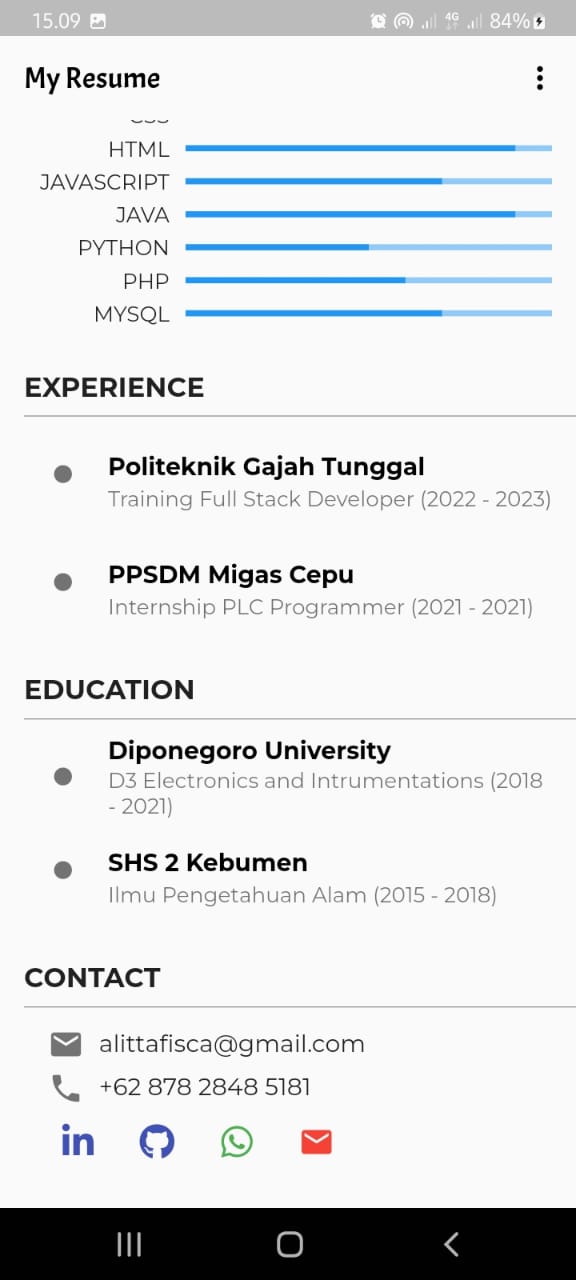 15.09
4G
84%
My Resume
CSS
HTML
JAVASCRIPT
JAVA
PYTHON
PHP
MYSQL
EXPERIENCE
Politeknik Gajah Tunggal
Training Full Stack Developer (2022 - 2023)
PPSDM Migas Cepu
Internship PLC Programmer (2021 - 2021)
EDUCATION
Diponegoro University
D3 Electronics and Intrumentations (2018
- 2021)
SHS 2 Kebumen
Ilmu Pengetahuan Alam (2015 - 2018)
CONTACT
alittafisca@gmail.com
+62 878 2848 5181
in